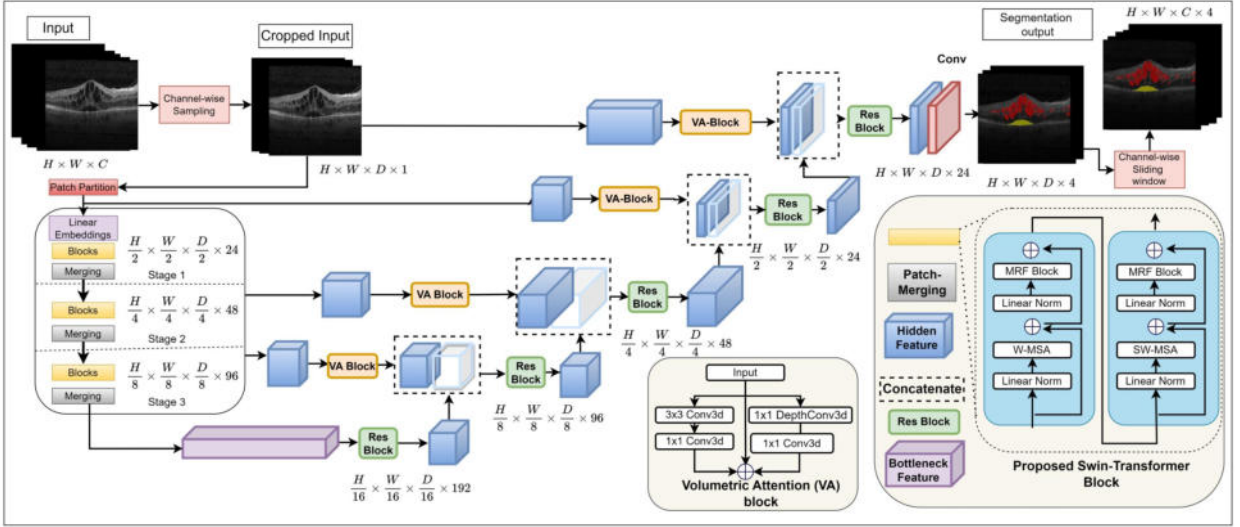 Input
Cropped Input
Channel-wise
Sampling
H × W × C
H × W × D × 1
Patch Partition
Linear
Embeddings
Blocks
Merging
H/2 × W/2 × D/2 × 24
Stage 1
Blocks
Merging
H/4 × W/4 × D/4 × 48
Stage 2
Blocks
Merging
H/8 × W/8 × D/8 × 96
Stage 3
VA-Block
Res
Block
Conv
H × W × D × 24
VA-Block
Res
Block
H/2 × W/2 × D/2 × 24
VA Block
Res
Block
H/4 × W/4 × D/4 × 48
VA Block
Res
Block
H/8 × W/8 × D/8 × 96
Res
Block
H/16 × W/16 × D/16 × 192
Segmentation
output
H × W × D × 4
H × W × C × 4
Channel-wise
Sliding
window
Input
3x3 Conv3d
1x1 DepthConv3d
1x1 Conv3d
1x1 Conv3d
Volumetric Attention (VA)
block
Patch-
Merging
Hidden
Feature
Concatenate
Res Block
Bottleneck
Feature
MRF Block
Linear Norm
W-MSA
Linear Norm
MRF Block
Linear Norm
SW-MSA
Linear Norm
Proposed Swin-Transformer
Block